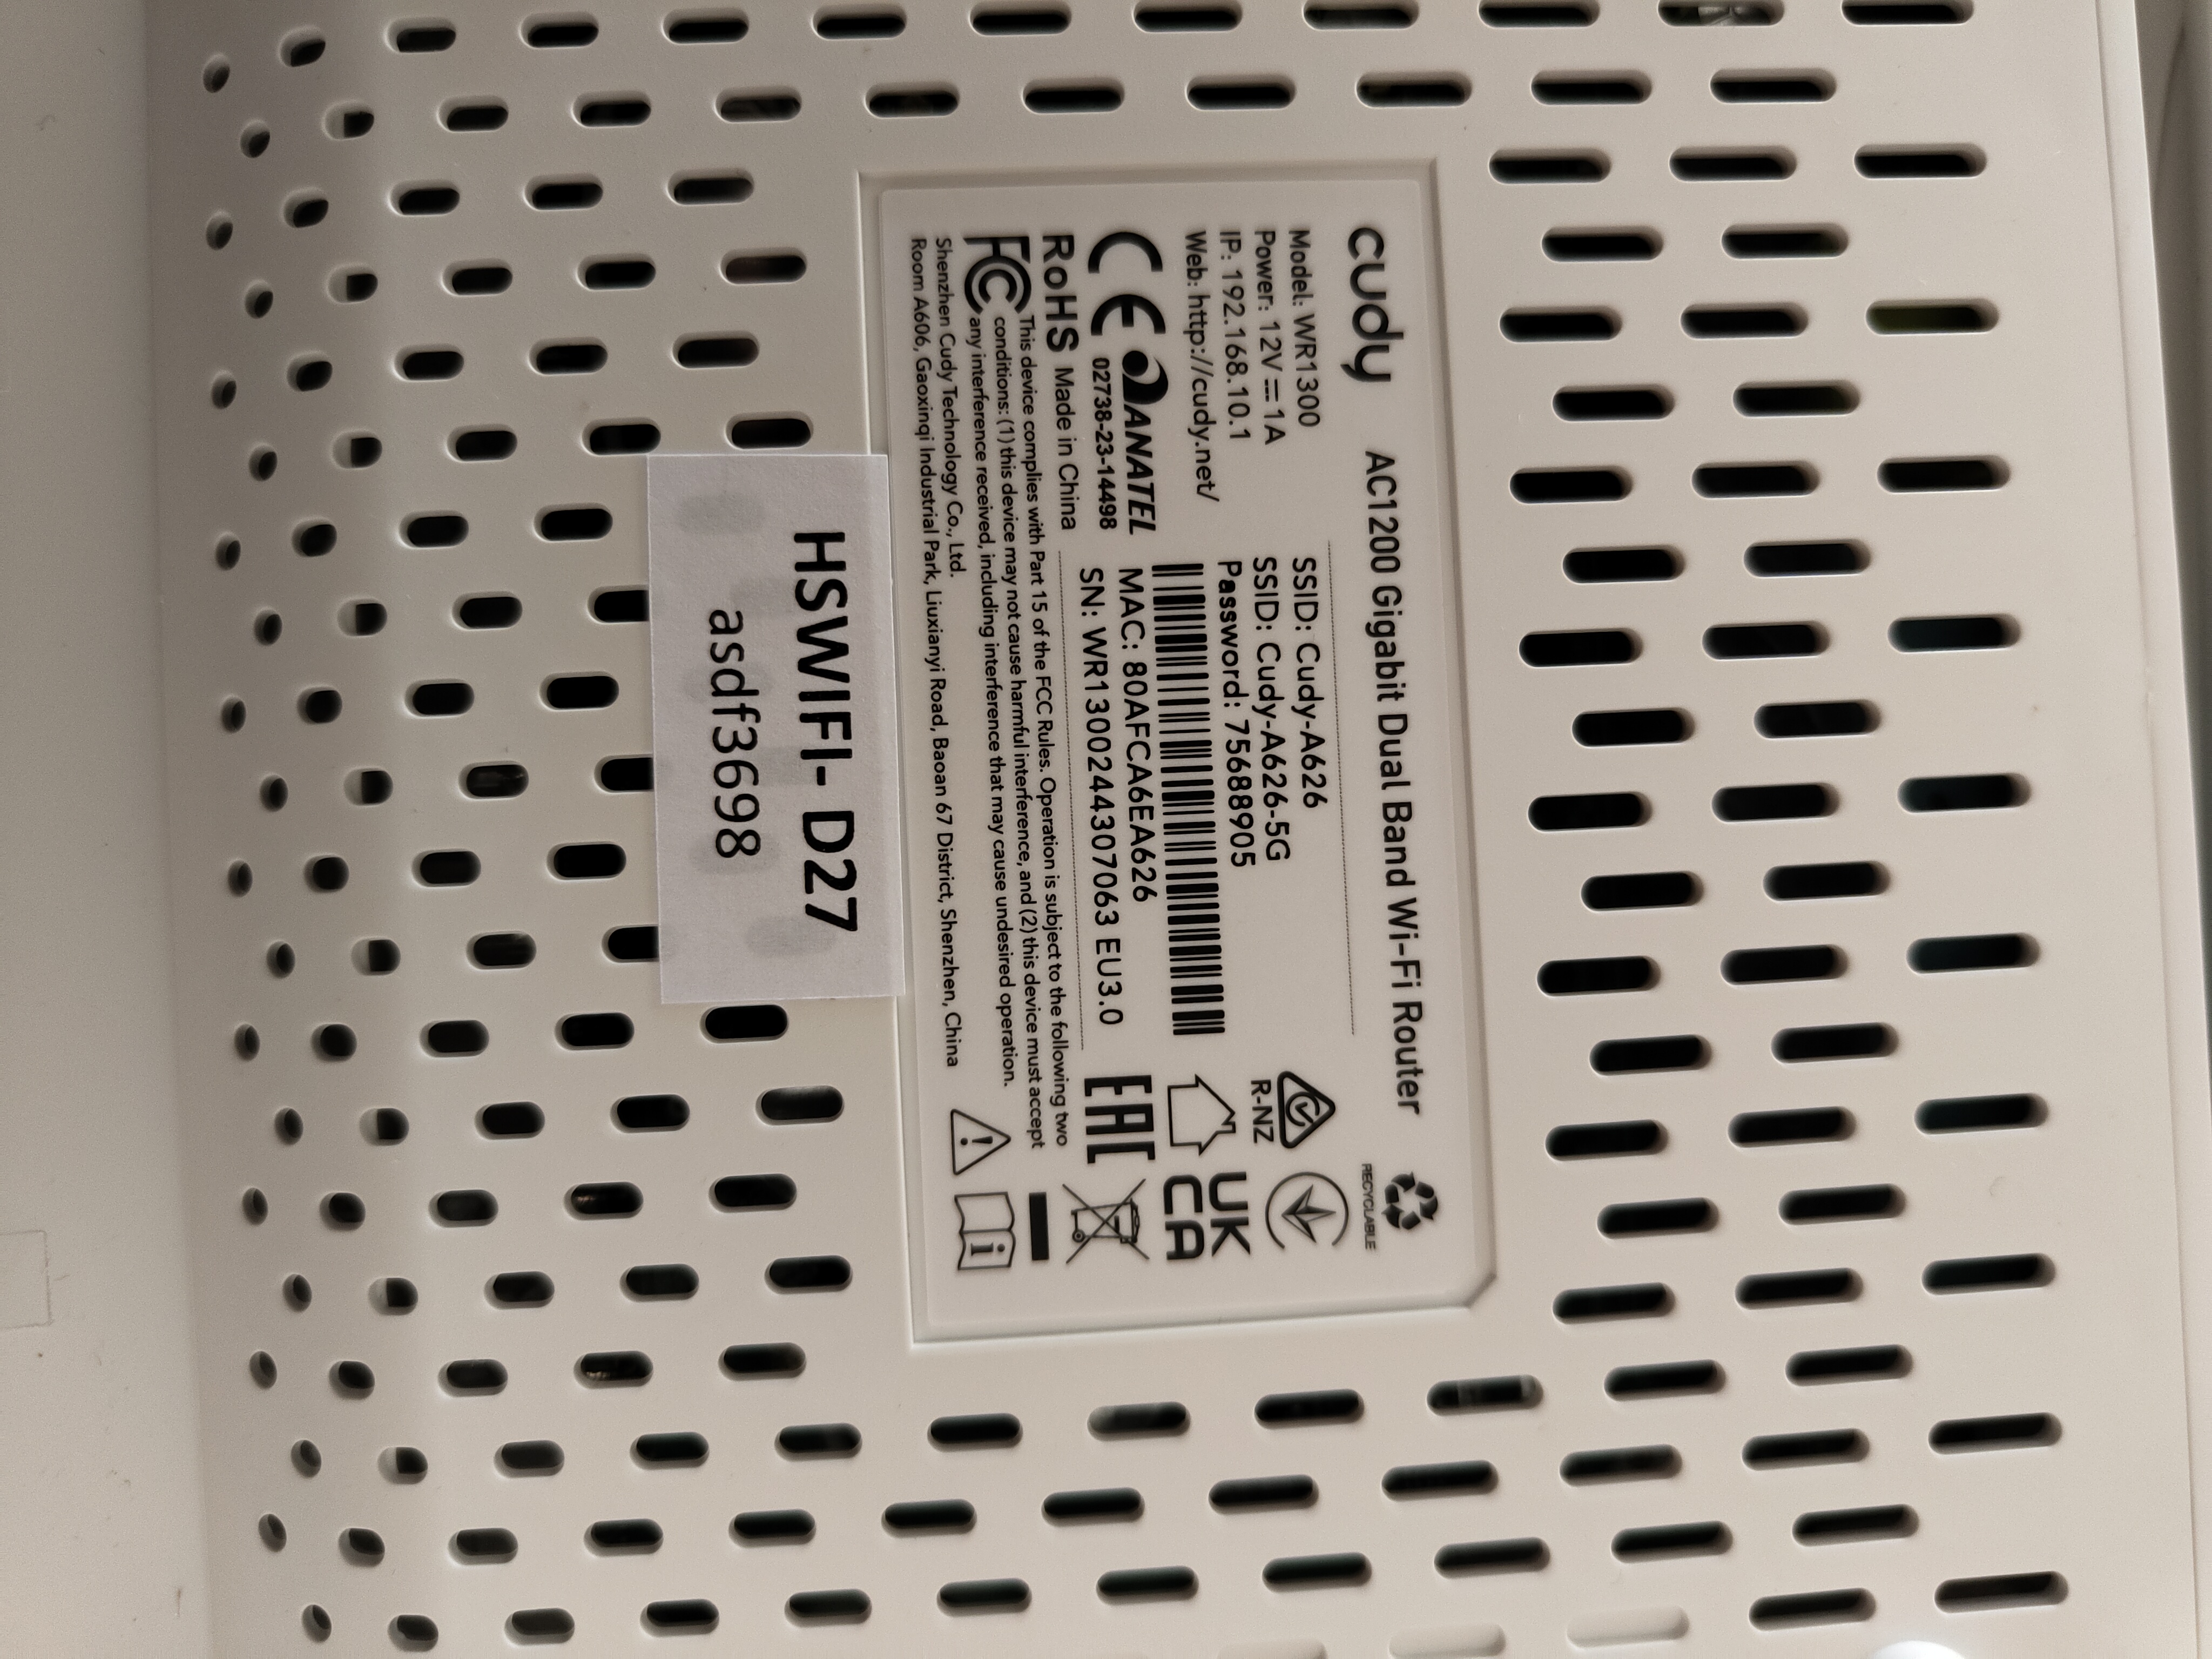 cudy AC1200 Gigabit Dual Band Wi-Fi Router
RECYCLABLE
Model: WR1300
Power: 12V⎓1A
IP: 192.168.10.1
Web: http://cudy.net/
SSID: Cudy-A626
SSID: Cudy-A626-5G
Password: 75688905
R-NZ
CE ANATEL
02738-23-14498
MAC: 80AFCA6EA626
SN: WR1300244307063 EU3.0
UK
CA
EAC
RoHS Made in China
FC This device complies with Part 15 of the FCC Rules. Operation is subject to the following two
conditions: (1) this device may not cause harmful interference, and (2) this device must accept
any interference received, including interference that may cause undesired operation.
Shenzhen Cudy Technology Co., Ltd.
Room A606, Gaoxinqi Industrial Park, Liuxianyi Road, Baoan 67 District, Shenzhen, China
HSWIFI- D27
asdf3698